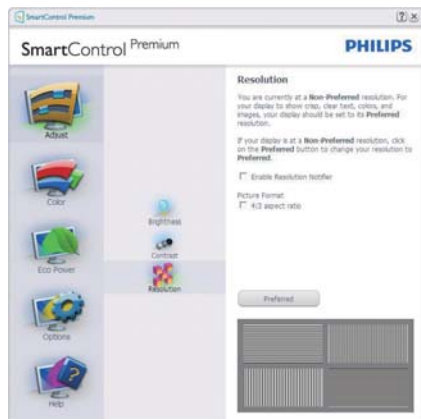 SmartControl Premium
SmartControl Premium
PHILIPS
Adjust
Color
Eco Power
Options
Help
Brightness
Contrast
Resolution
Resolution
You are currently at a Non-Preferred resolution. For
your display to show crisp, clear text, colors, and
images, your display should be set to its Preferred
resolution.
If your display is at a Non-Preferred resolution, click
on the Preferred button to change your resolution to
Preferred.
Enable Resolution Notifier
Picture Format
4:3 aspect ratio
Preferred